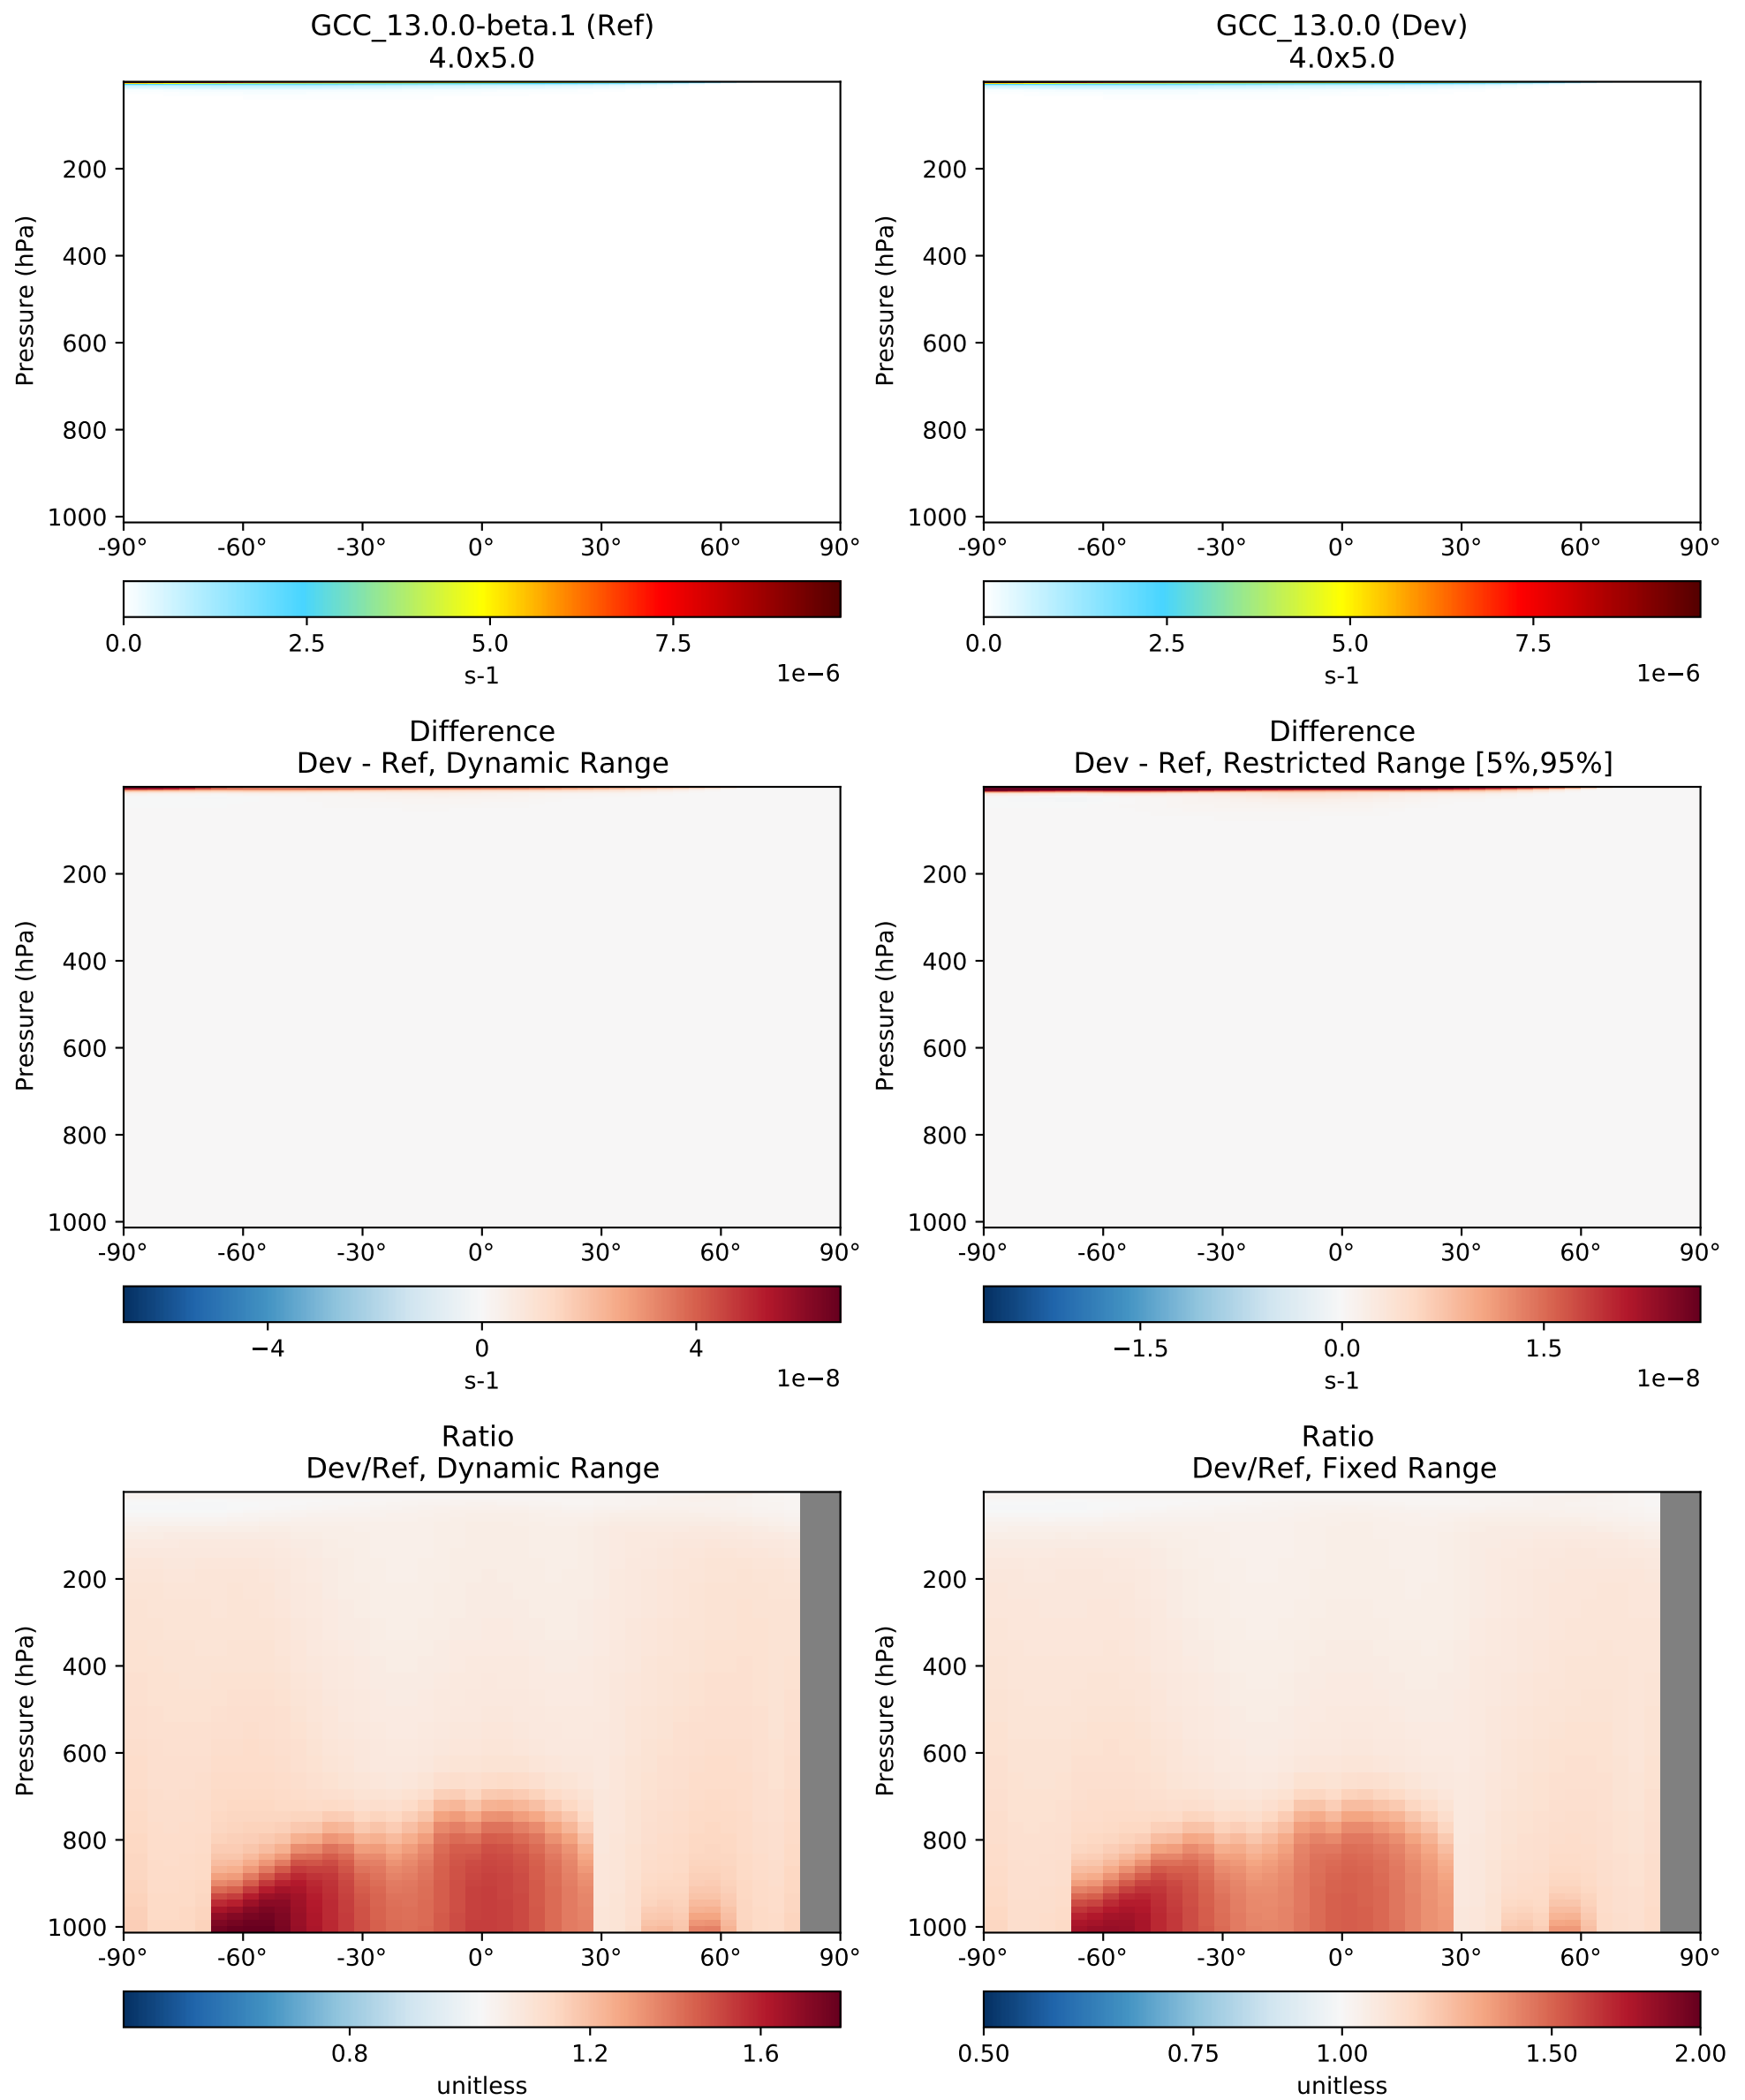 GCC_13.0.0-beta.1 (Ref)
4.0x5.0
Pressure (hPa)
200
400
600
800
1000
-90° -60° -30° 0° 30° 60° 90°
0.0 2.5 5.0 7.5
s-1
1e−6
GCC_13.0.0 (Dev)
4.0x5.0
Pressure (hPa)
200
400
600
800
1000
-90° -60° -30° 0° 30° 60° 90°
0.0 2.5 5.0 7.5
s-1
1e−6
Difference
Dev - Ref, Dynamic Range
Pressure (hPa)
200
400
600
800
1000
-90° -60° -30° 0° 30° 60° 90°
−4 0 4
s-1
1e−8
Difference
Dev - Ref, Restricted Range [5%,95%]
Pressure (hPa)
200
400
600
800
1000
-90° -60° -30° 0° 30° 60° 90°
−1.5 0.0 1.5
s-1
1e−8
Ratio
Dev/Ref, Dynamic Range
Pressure (hPa)
200
400
600
800
1000
-90° -60° -30° 0° 30° 60° 90°
0.8 1.2 1.6
unitless
Ratio
Dev/Ref, Fixed Range
Pressure (hPa)
200
400
600
800
1000
-90° -60° -30° 0° 30° 60° 90°
0.50 0.75 1.00 1.50 2.00
unitless